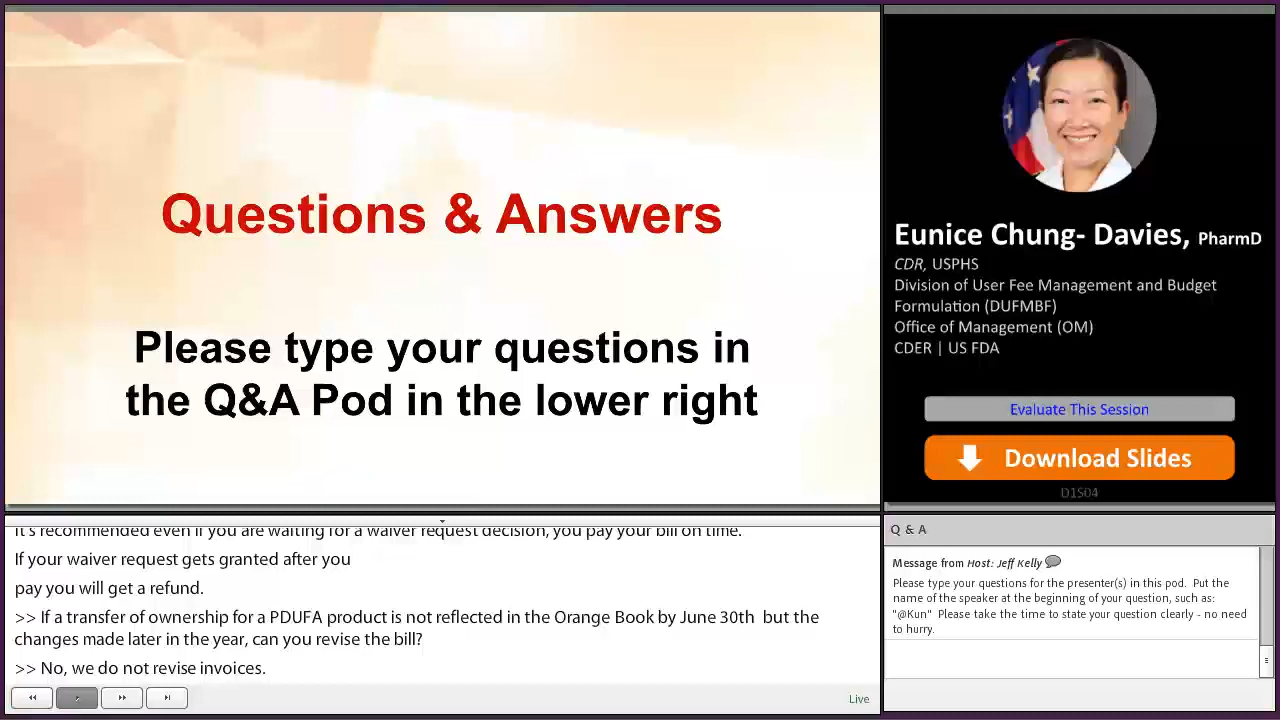 Questions & Answers
Please type your questions in
the Q&A Pod in the lower right
Eunice Chung- Davies, PharmD
CDR, USPHS
Division of User Fee Management and Budget
Formulation (DUFMBF)
Office of Management (OM)
CDER | US FDA
Evaluate This Session
Download Slides
D1S04
It's recommended even if you are waiting for a waiver request decision, you pay your bill on time.
If your waiver request gets granted after you
pay you will get a refund.
>> If a transfer of ownership for a PDUFA product is not reflected in the Orange Book by June 30th but the
changes made later in the year, can you revise the bill?
>> No, we do not revise invoices.
Live
Q & A
Message from Host: Jeff Kelly
Please type your questions for the presenter(s) in this pod. Put the
name of the speaker at the beginning of your question, such as:
"@Kun" Please take the time to state your question clearly - no need
to hurry.